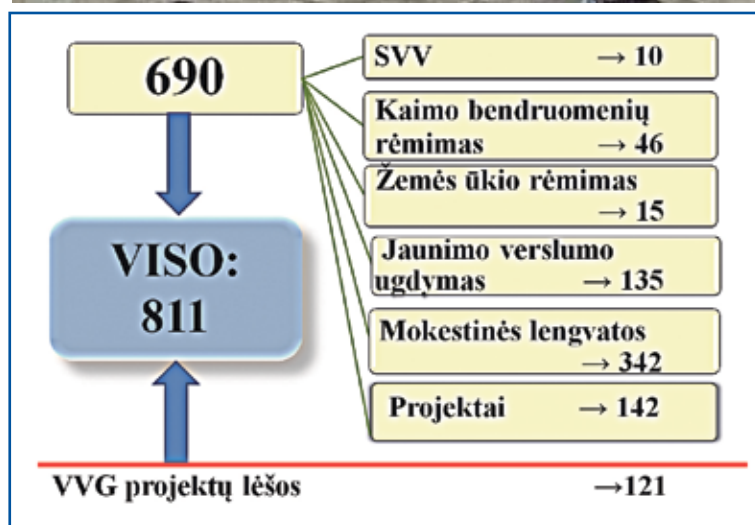 690
SVV → 10
Kaimo bendruomenių
rėmimas → 46
Žemės ūkio rėmimas
→ 15
Jaunimo verslumo
ugdymas → 135
Mokestinės lengvatos
→ 342
Projektai → 142
VISO:
811
VVG projektų lėšos →121